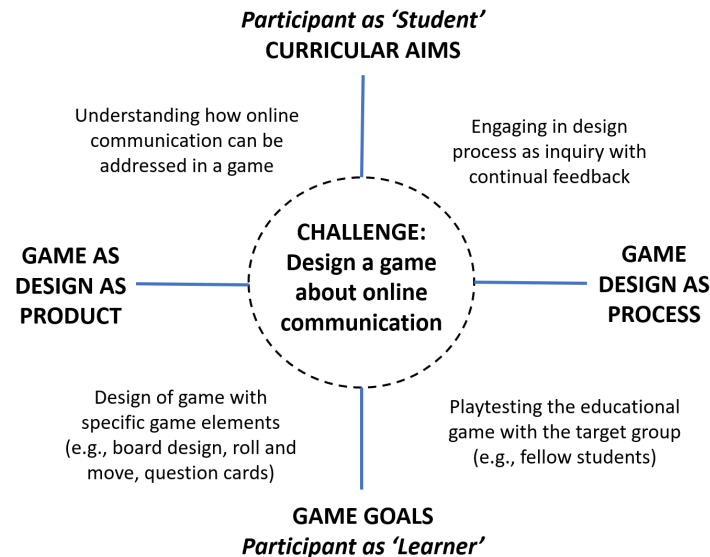 Participant as ‘Student’
CURRICULAR AIMS
Understanding how online
communication can be
addressed in a game
Engaging in design
process as inquiry with
continual feedback
GAME AS
DESIGN AS
PRODUCT
CHALLENGE:
Design a game
about online
communication
GAME
DESIGN AS
PROCESS
Design of game with
specific game elements
(e.g., board design, roll and
move, question cards)
Playtesting the educational
game with the target group
(e.g., fellow students)
GAME GOALS
Participant as ‘Learner’